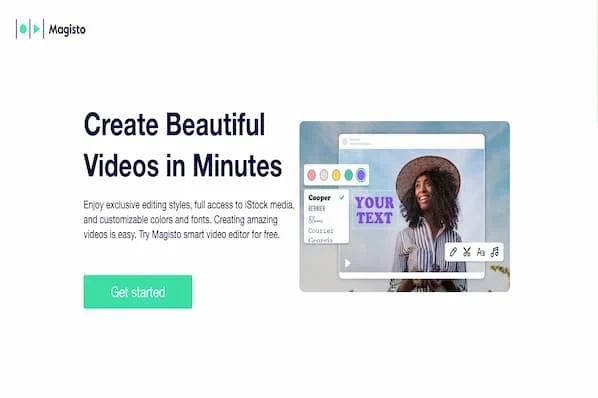 Magisto
Create Beautiful
Videos in Minutes
Enjoy exclusive editing styles, full access to iStock media,
and customizable colors and fonts. Creating amazing
videos is easy. Try Magisto smart video editor for free.
Get started
Cooper
BERNIER
Courier
Georgia
YOUR
TEXT
Aa